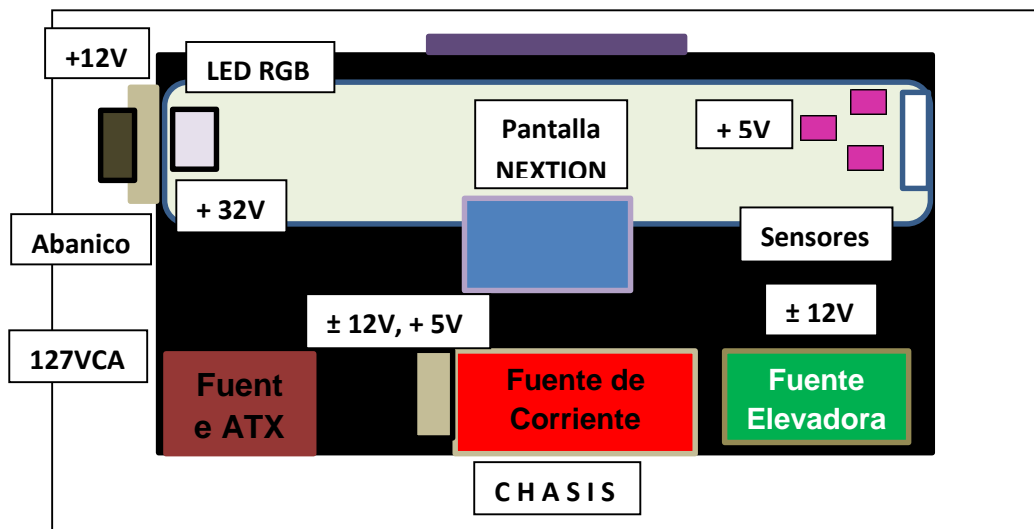 +12V
LED RGB
Pantalla
NEXTION
+ 5V
+ 32V
Abanico
Sensores
± 12V, + 5V
± 12V
127VCA
Fuent
e ATX
Fuente de
Corriente
Fuente
Elevadora
C H A S I S